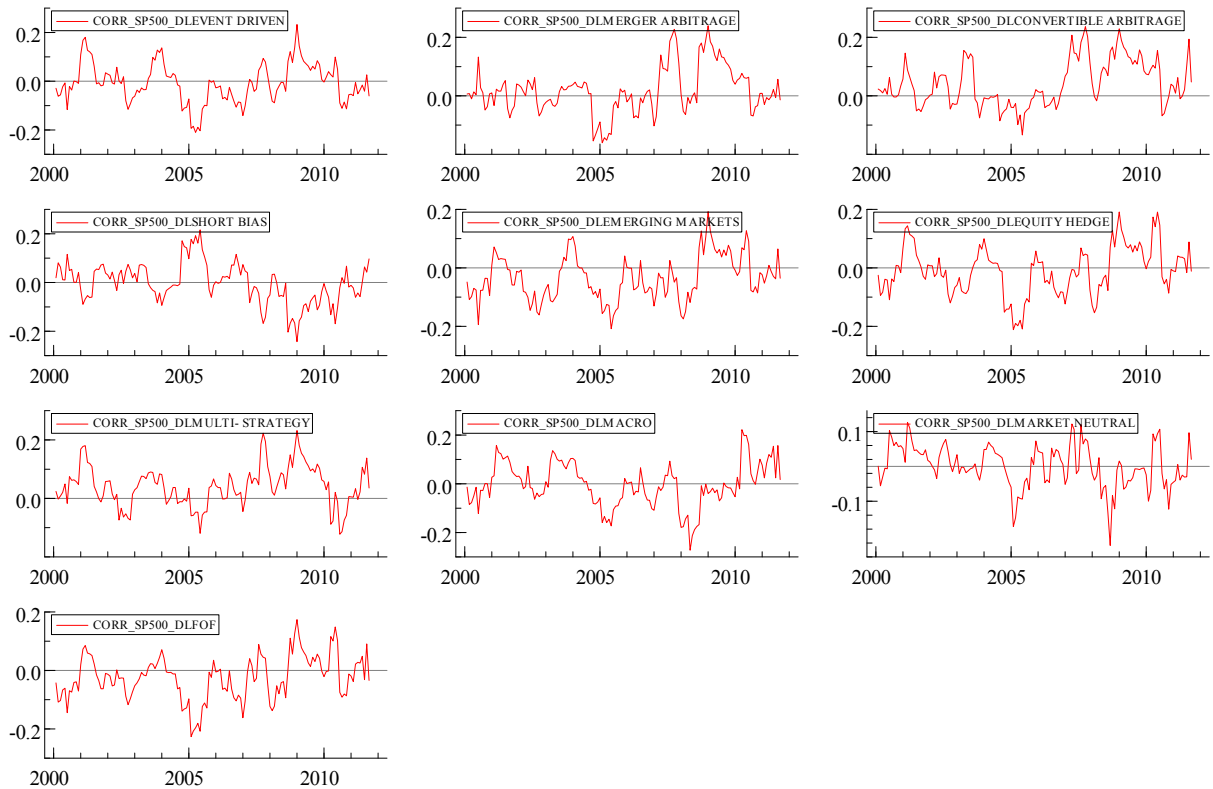 CORR_SP500_DLEVENT DRIVEN
0.2
0.0
-0.2
2000 2005 2010
CORR_SP500_DLMERGER ARBITRAGE
0.2
0.0
2000 2005 2010
CORR_SP500_DLCONVERTIBLE ARBITRAGE
0.2
0.0
2000 2005 2010
CORR_SP500_DLSHORT BIAS
0.2
0.0
-0.2
2000 2005 2010
CORR_SP500_DLEMERGING MARKETS
0.2
0.0
-0.2
2000 2005 2010
CORR_SP500_DLEQUITY HEDGE
0.2
0.0
-0.2
2000 2005 2010
CORR_SP500_DLMULTI- STRATEGY
0.2
0.0
2000 2005 2010
CORR_SP500_DLMACRO
0.2
0.0
-0.2
2000 2005 2010
CORR_SP500_DLMARKET NEUTRAL
0.1
-0.1
2000 2005 2010
CORR_SP500_DLFOF
0.2
0.0
-0.2
2000 2005 2010